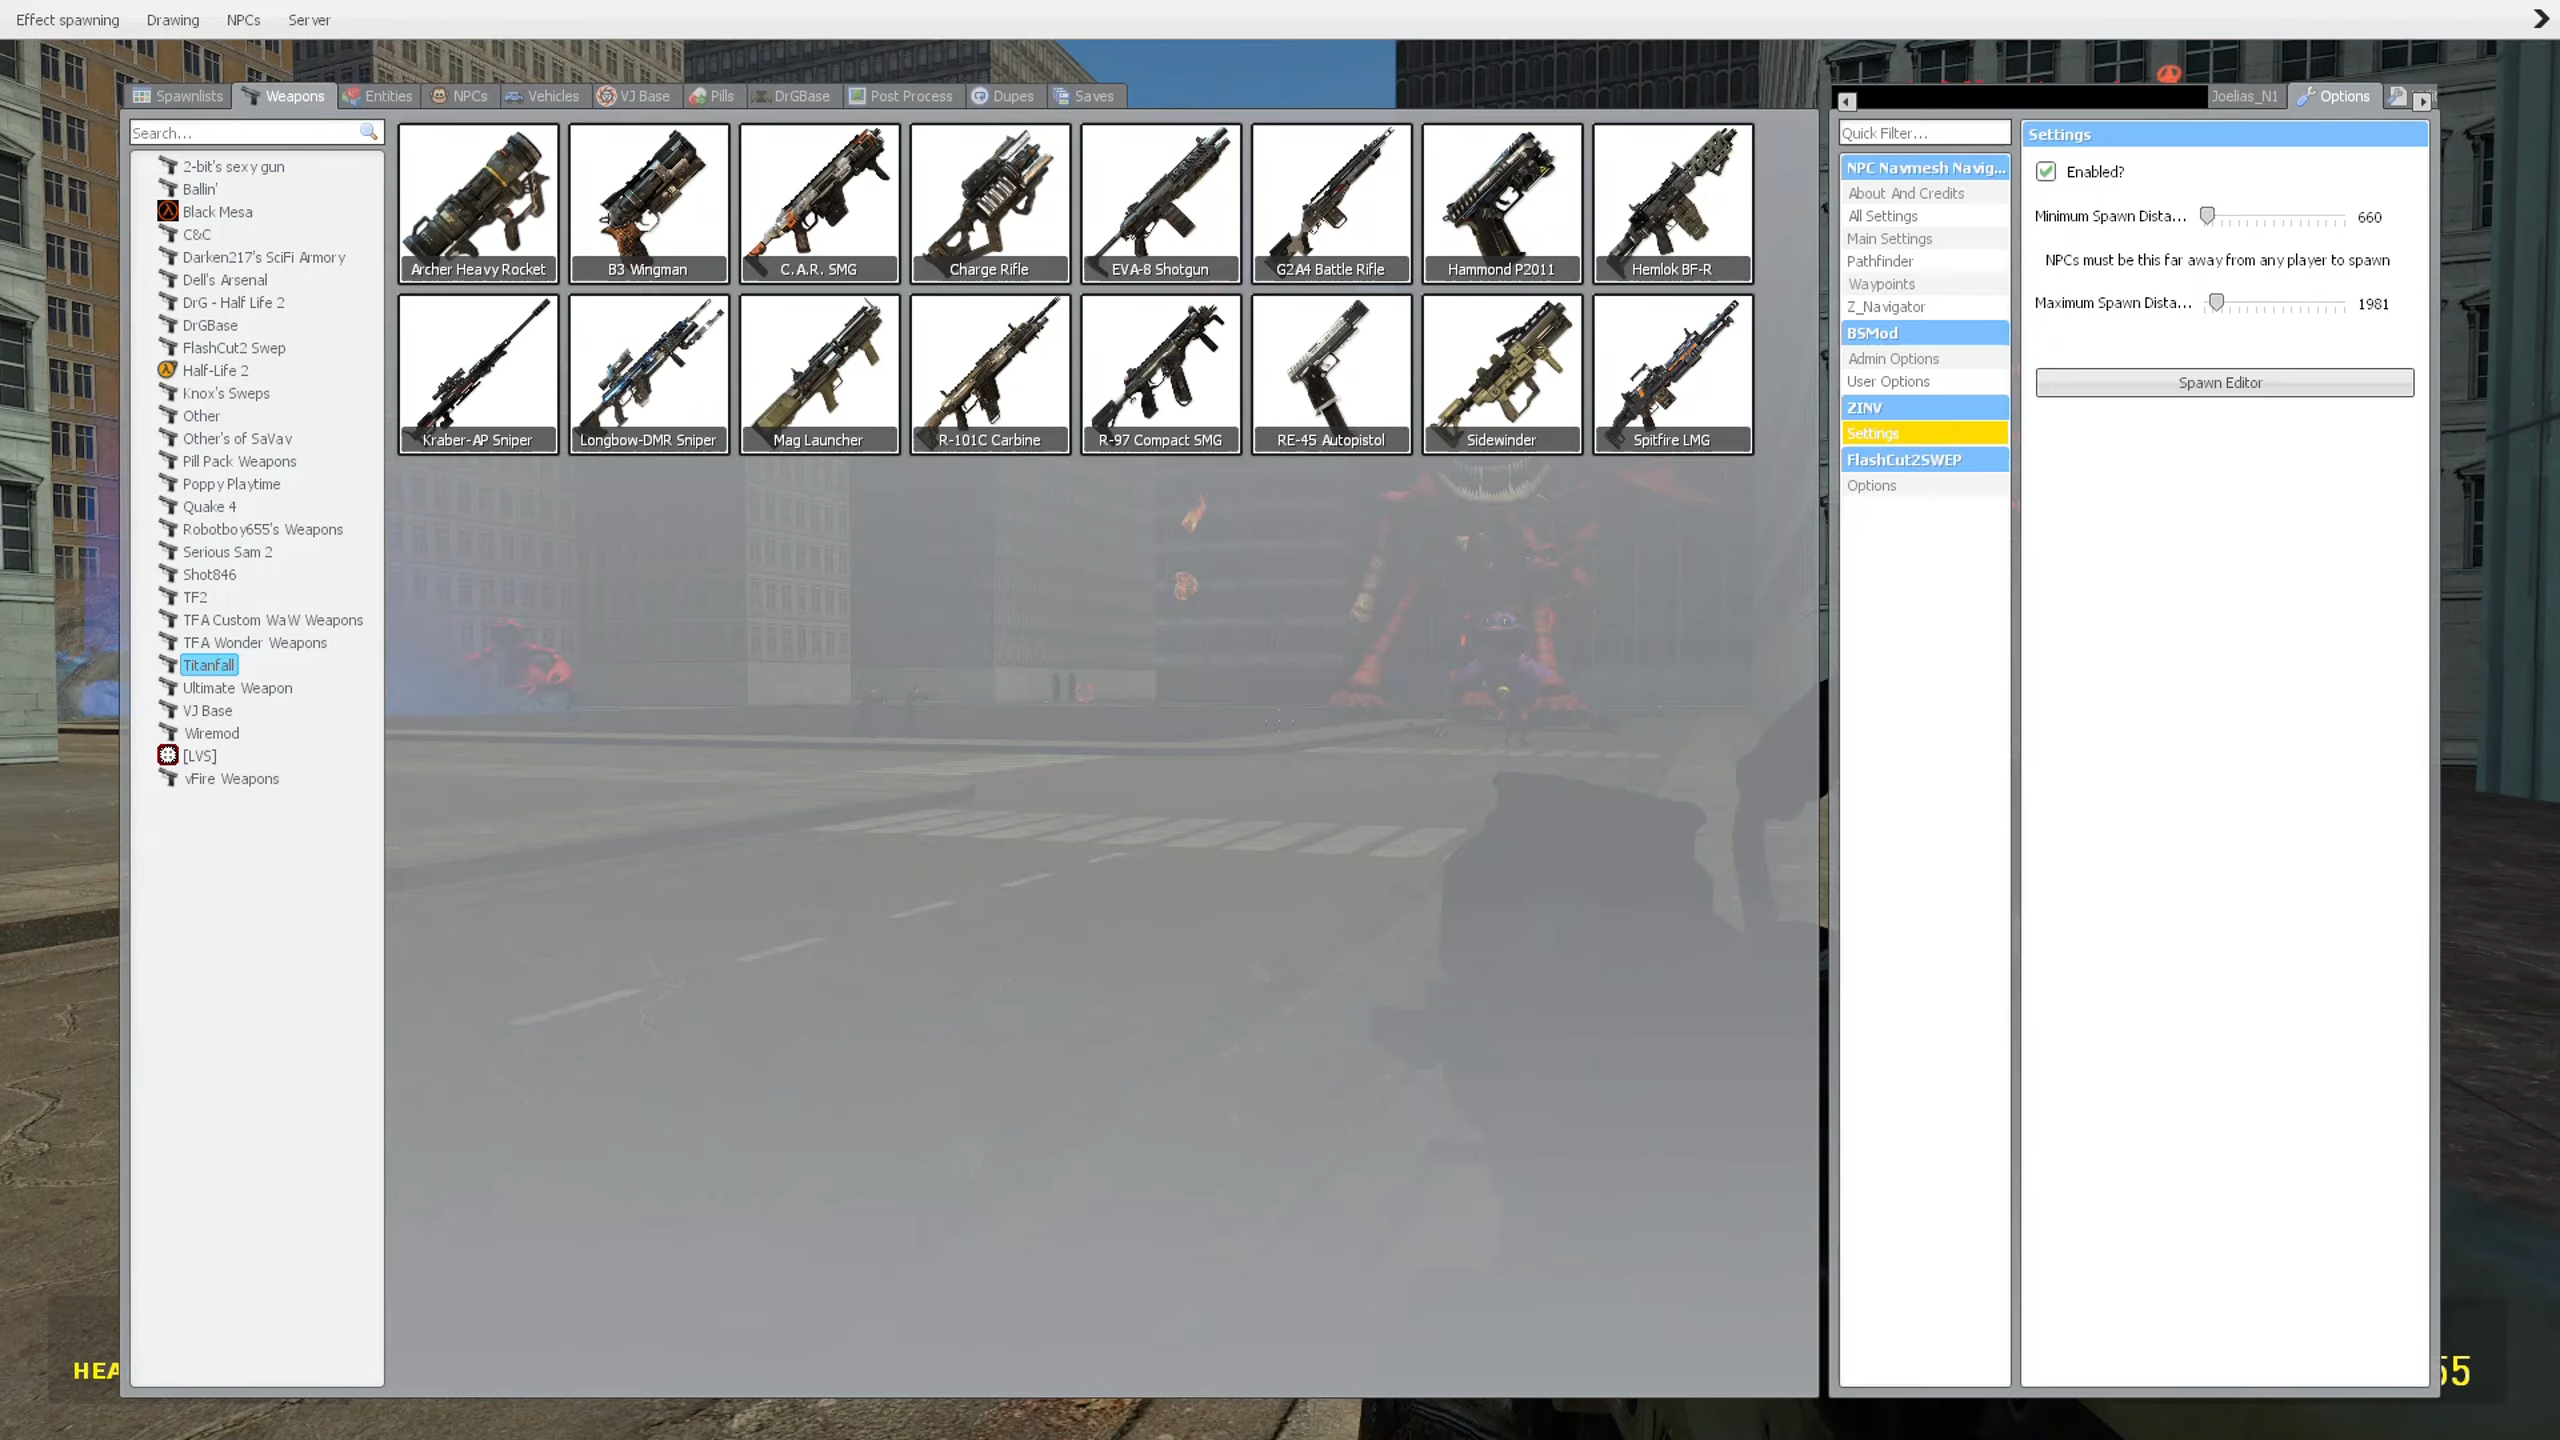 Effect spawning Drawing NPCs Server
Spawnlists Weapons Entities NPCs Vehicles VJ Base Pills DrGBase Post Process Dupes Saves
Search...
2-bit's sexy gun
Ballin'
Black Mesa
C&C
Darken217's SciFi Armory
Dell's Arsenal
DrG - Half Life 2
DrGBase
FlashCut2 Swep
Half-Life 2
Knox's Sweps
Other
Other's of SaVav
Pill Pack Weapons
Poppy Playtime
Quake 4
Robotboy655's Weapons
Serious Sam 2
Shot846
TF2
TFA Custom WaW Weapons
TFA Wonder Weapons
Titanfall
Ultimate Weapon
VJ Base
Wiremod
[LVS]
vFire Weapons
Archer Heavy Rocket B3 Wingman C.A.R. SMG Charge Rifle EVA-8 Shotgun G2A4 Battle Rifle Hammond P2011 Hemlok BF-R
Kraber-AP Sniper Longbow-DMR Sniper Mag Launcher R-101C Carbine R-97 Compact SMG RE-45 Autopistol Sidewinder Spitfire LMG
Joelias_N1 Options
Quick Filter...
NPC Navmesh Navig...
About And Credits
All Settings
Main Settings
Pathfinder
Waypoints
Z_Navigator
BSMod
Admin Options
User Options
ZINV
Settings
FlashCut2SWEP
Options
Settings
Enabled?
Minimum Spawn Dista... 660
NPCs must be this far away from any player to spawn
Maximum Spawn Dista... 1981
Spawn Editor
HEA
55